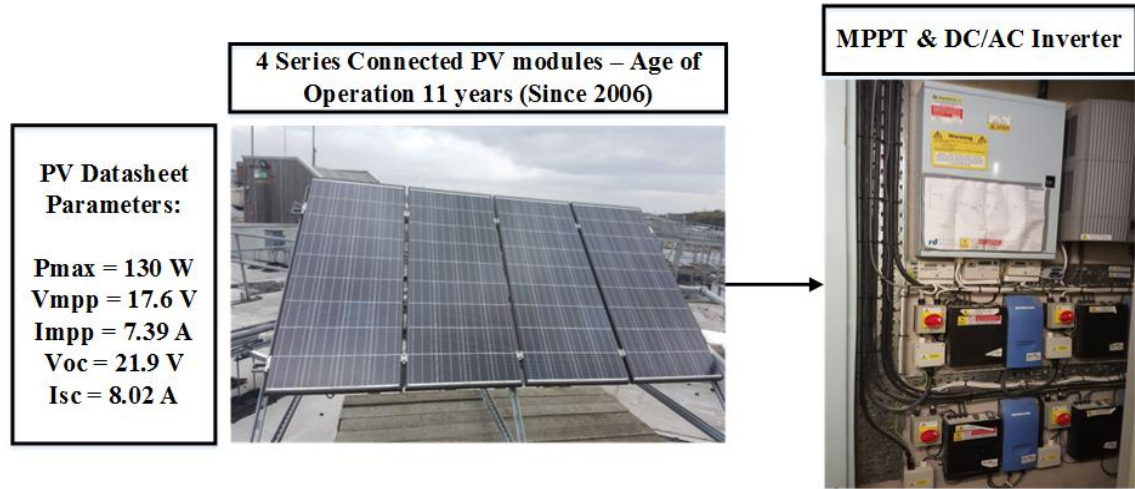 MPPT & DC/AC Inverter
4 Series Connected PV modules – Age of
Operation 11 years (Since 2006)
PV Datasheet
Parameters:
Pmax = 130 W
Vmpp = 17.6 V
Impp = 7.39 A
Voc = 21.9 V
Isc = 8.02 A
Warning